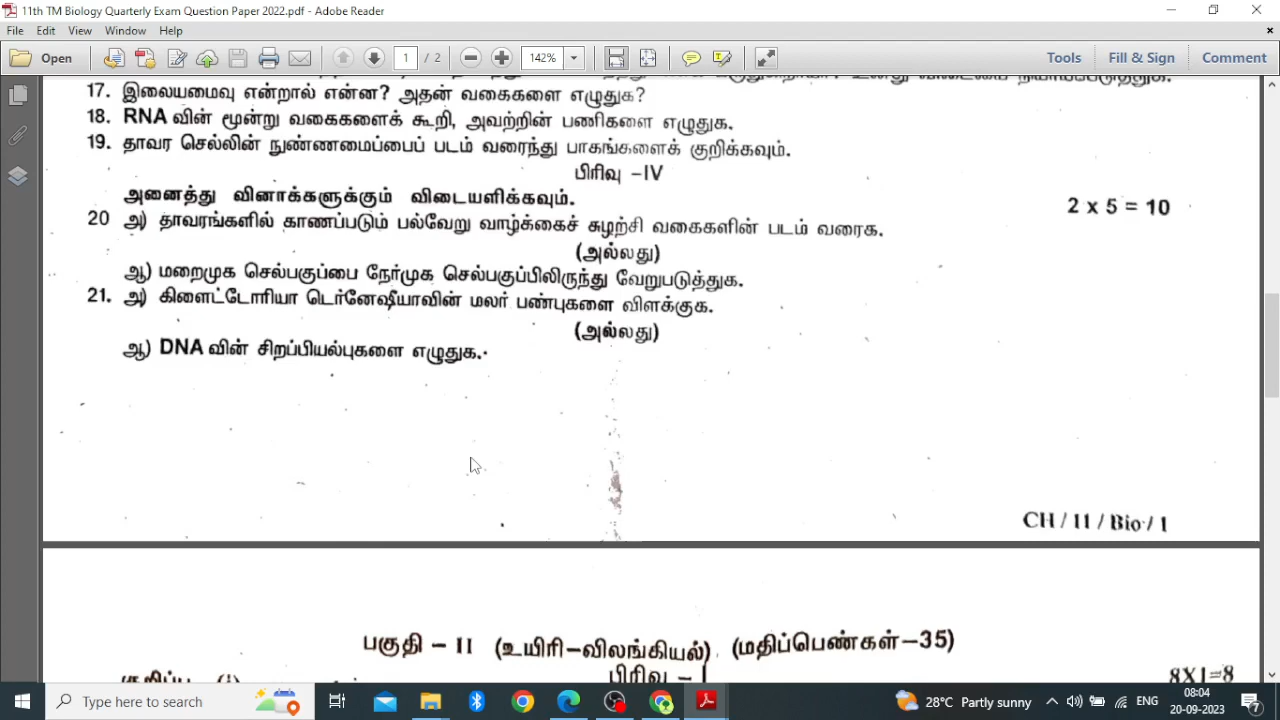 11th TM Biology Quarterly Exam Question Paper 2022.pdf - Adobe Reader
File Edit View Window Help
Open 1 / 2 142% Tools Fill & Sign Comment
17. இலையமைவு என்றால் என்ன? அதன் வகைகளை எழுதுக?
18. RNA வின் மூன்று வகைகளைக் கூறி, அவற்றின் பணிகளை எழுதுக.
19. தாவர செல்லின் நுண்ணமைப்பைப் படம் வரைந்து பாகங்களைக் குறிக்கவும்.
பிரிவு -IV
அனைத்து வினாக்களுக்கும் விடையளிக்கவும். 2 x 5 = 10
20 அ) தாவரங்களில் காணப்படும் பல்வேறு வாழ்க்கைச் சுழற்சி வகைகளின் படம் வரைக.
(அல்லது)
ஆ) மறைமுக செல்பகுப்பை நேர்முக செல்பகுப்பிலிருந்து வேறுபடுத்துக.
21. அ) கிளைட்டோரியா டெர்னேஷியாவின் மலர் பண்புகளை விளக்குக.
(அல்லது)
ஆ) DNA வின் சிறப்பியல்புகளை எழுதுக.
CH / 11 / Bio / 1
பகுதி – II (உயிரி–விலங்கியல்) (மதிப்பெண்கள்–35)
பிரிவு – I
8X1=8
Type here to search
28°C Partly sunny ENG 08:04 20-09-2023 7